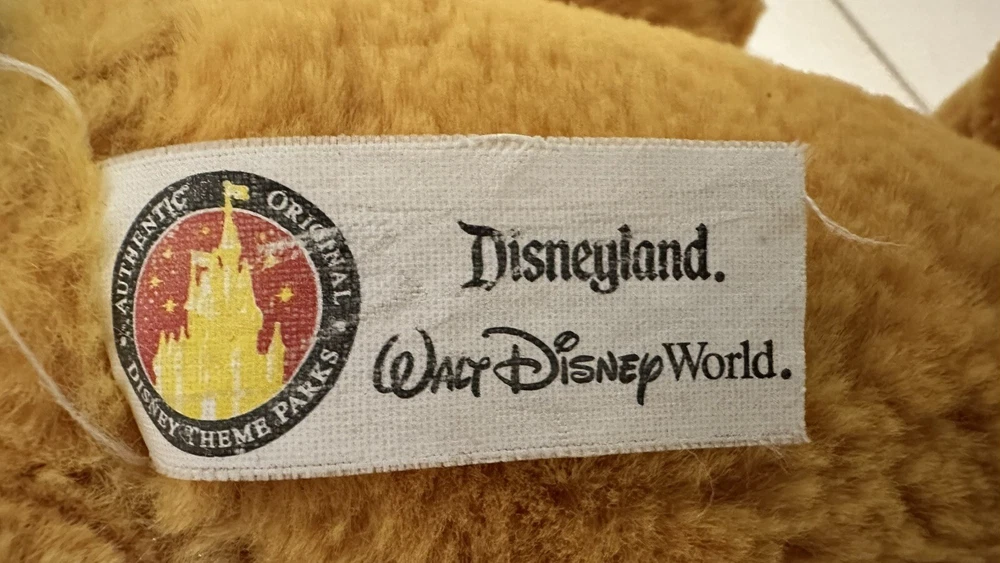 AUTHENTIC ORIGINAL
DISNEY THEME PARKS
Disneyland.
WALT DISNEY World.